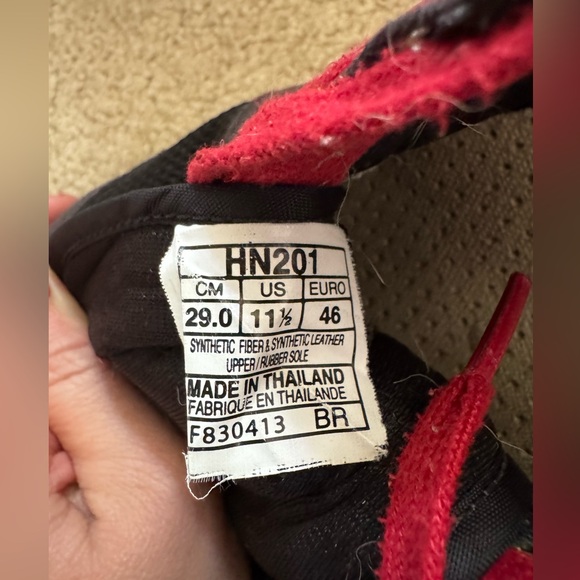 HN201
CM US EURO
29.0 11½ 46
SYNTHETIC FIBER & SYNTHETIC LEATHER
UPPER / RUBBER SOLE
MADE IN THAILAND
FABRIQUE EN THAILANDE
F830413 BR